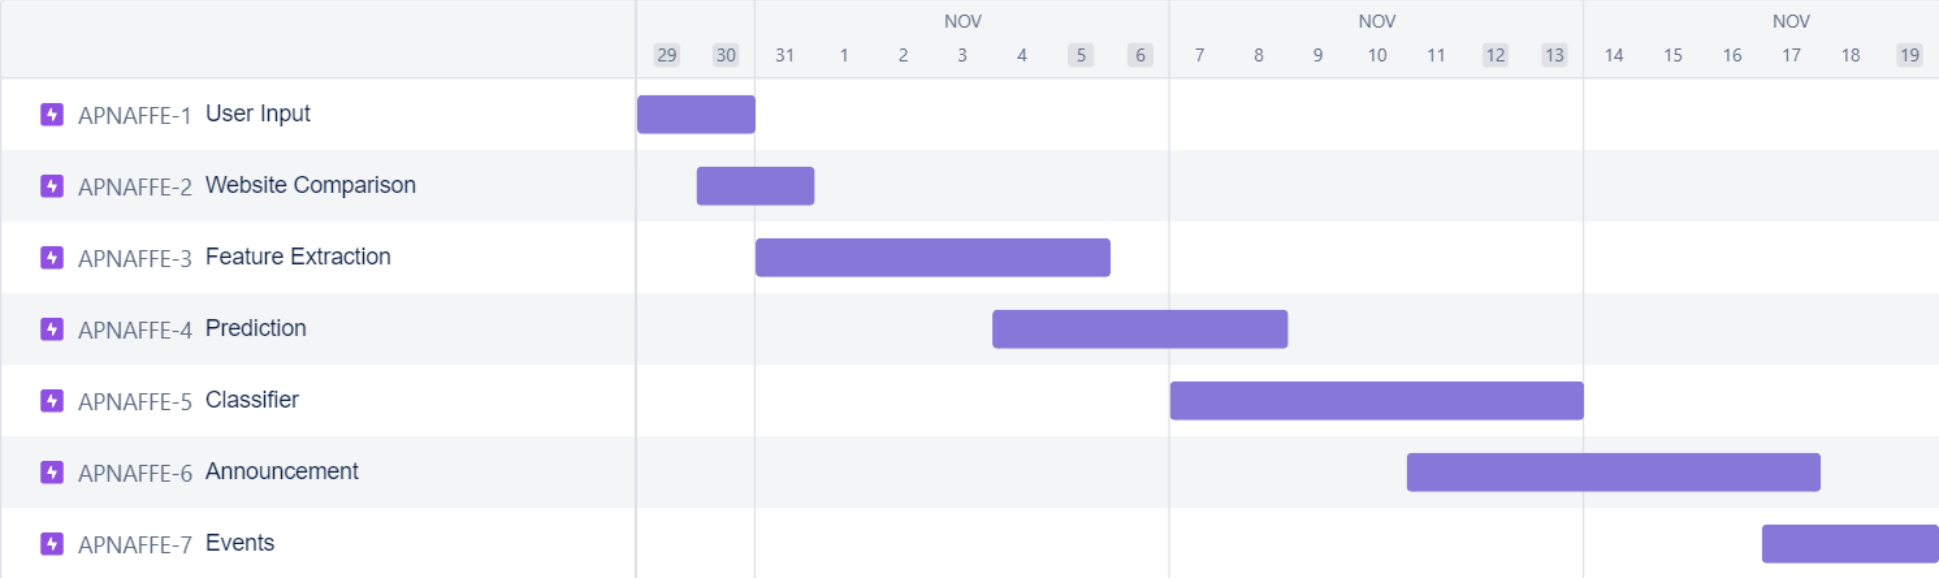 NOV NOV NOV
29 30 31 1 2 3 4 5 6 7 8 9 10 11 12 13 14 15 16 17 18 19
APNAFFE-1 User Input
APNAFFE-2 Website Comparison
APNAFFE-3 Feature Extraction
APNAFFE-4 Prediction
APNAFFE-5 Classifier
APNAFFE-6 Announcement
APNAFFE-7 Events